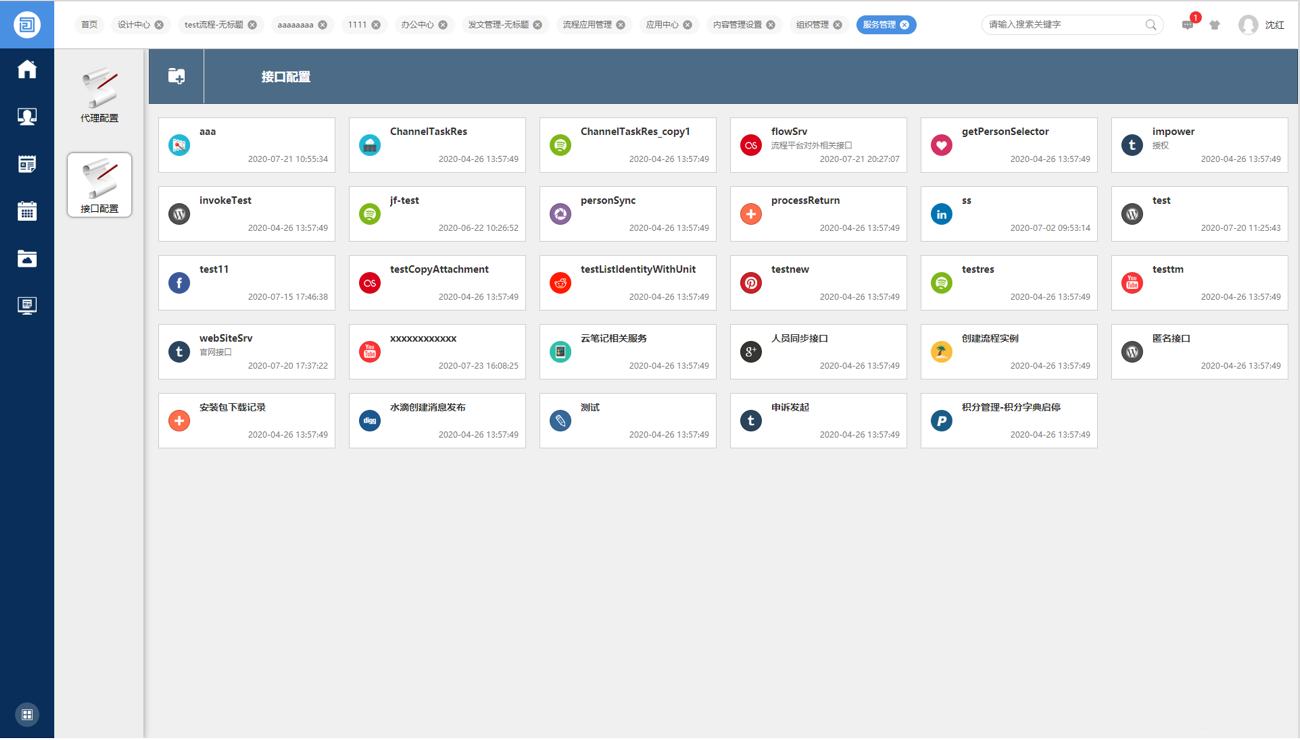 首页 设计中心 test流程-无标题 aaaaaaaa 1111 办公中心 发文管理-无标题 流程应用管理 应用中心 内容管理设置 组织管理 服务管理 请输入搜索关键字 1 沈红
代理配置
接口配置
接口配置
aaa
2020-07-21 10:55:34
ChannelTaskRes
2020-04-26 13:57:49
ChannelTaskRes_copy1
2020-04-26 13:57:49
flowSrv
流程平台对外相关接口
2020-07-21 20:27:07
getPersonSelector
2020-04-26 13:57:49
impower
授权
2020-04-26 13:57:49
invokeTest
2020-04-26 13:57:49
jf-test
2020-06-22 10:26:52
personSync
2020-04-26 13:57:49
processReturn
2020-04-26 13:57:49
ss
2020-07-02 09:53:14
test
2020-07-20 11:25:43
test11
2020-07-15 17:46:38
testCopyAttachment
2020-04-26 13:57:49
testListIdentityWithUnit
2020-04-26 13:57:49
testnew
2020-04-26 13:57:49
testres
2020-04-26 13:57:49
You Tube
testtm
2020-04-26 13:57:49
webSiteSrv
官网接口
2020-07-20 17:37:22
You Tube
xxxxxxxxxxxx
2020-07-23 16:08:25
云笔记相关服务
2020-04-26 13:57:49
g+
人员同步接口
2020-04-26 13:57:49
创建流程实例
2020-04-26 13:57:49
匿名接口
2020-04-26 13:57:49
安装包下载记录
2020-04-26 13:57:49
digg
水滴创建消息发布
2020-04-26 13:57:49
测试
2020-04-26 13:57:49
申诉发起
2020-04-26 13:57:49
积分管理-积分字典启停
2020-04-26 13:57:49